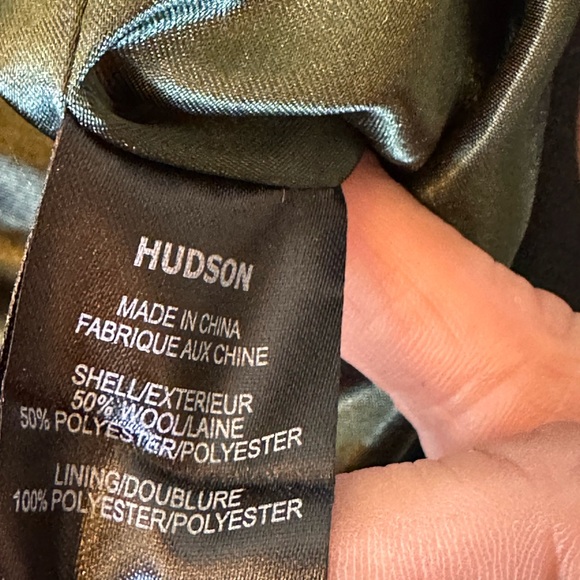 HUDSON
MADE IN CHINA
FABRIQUE AUX CHINE
SHELL/EXTERIEUR
50% WOOL/LAINE
50% POLYESTER/POLYESTER
LINING/DOUBLURE
100% POLYESTER/POLYESTER